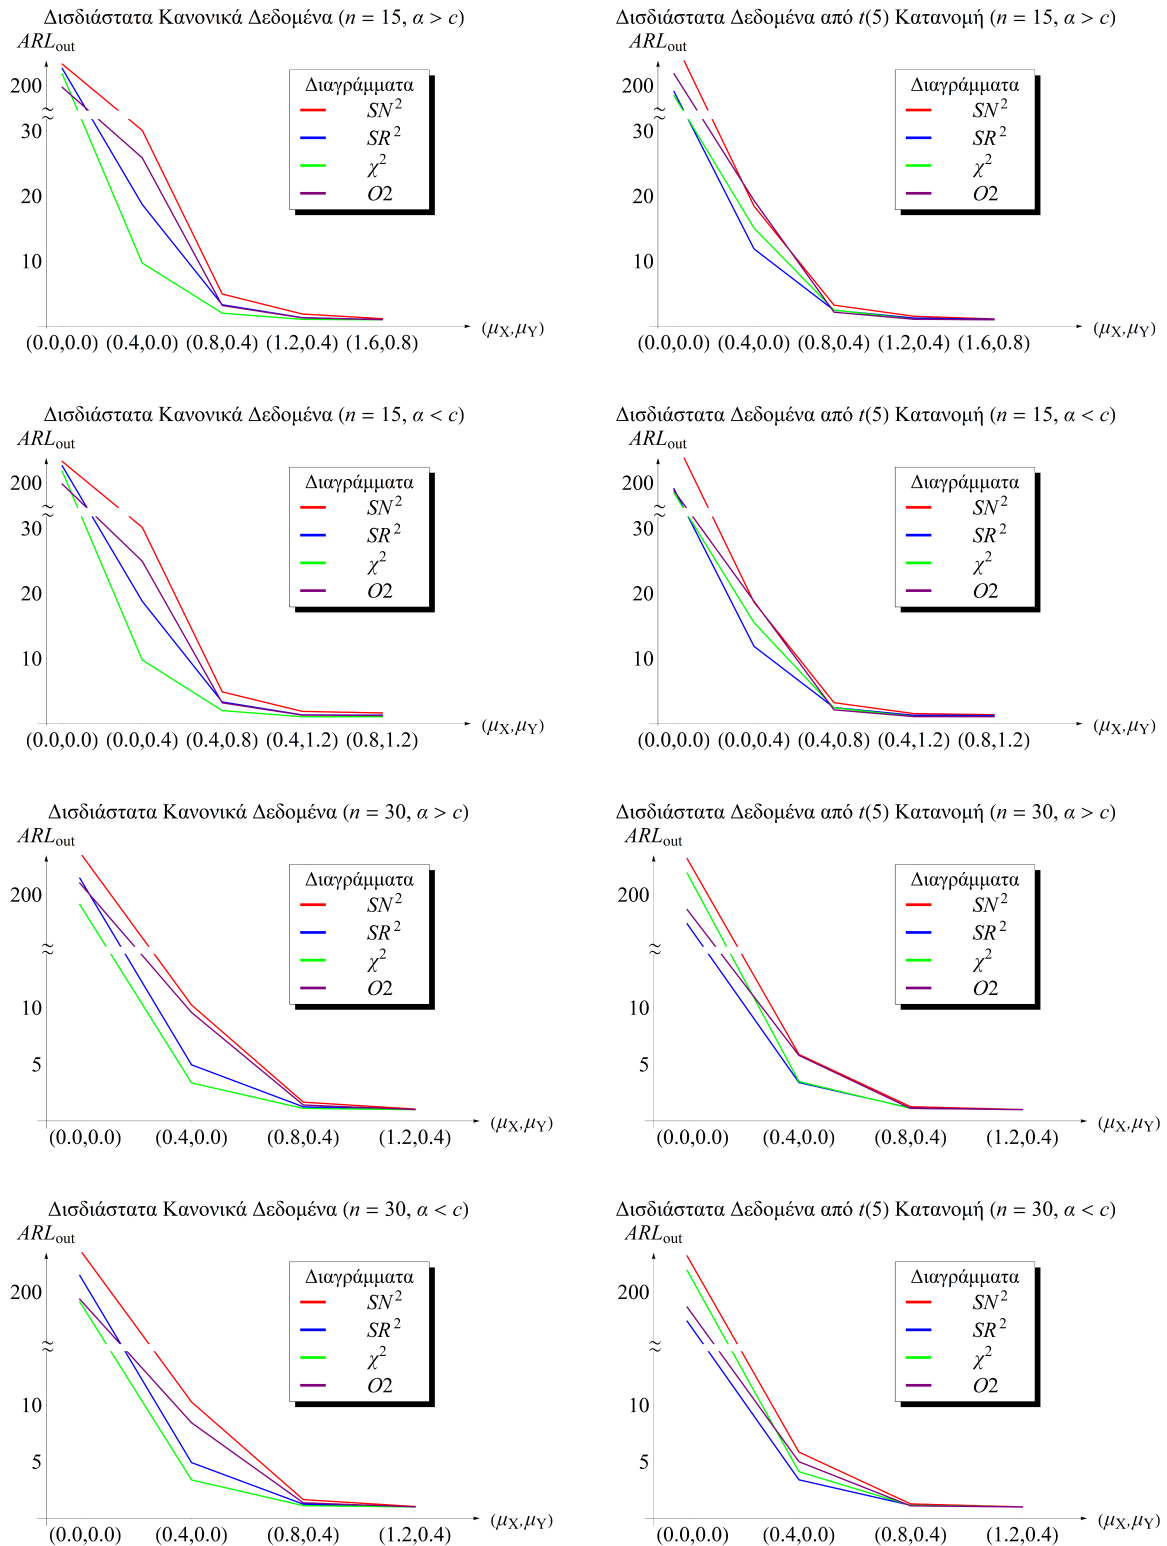 Δισδιάστατα Κανονικά Δεδομένα (n = 15, α > c)
ARLout
200
≈
30
20
10
(0.0,0.0) (0.4,0.0) (0.8,0.4) (1.2,0.4) (1.6,0.8)
(μX,μY)
Διαγράμματα
SN²
SR²
χ²
O2
Δισδιάστατα Δεδομένα από t(5) Κατανομή (n = 15, α > c)
ARLout
200
≈
30
20
10
(0.0,0.0) (0.4,0.0) (0.8,0.4) (1.2,0.4) (1.6,0.8)
(μX,μY)
Διαγράμματα
SN²
SR²
χ²
O2
Δισδιάστατα Κανονικά Δεδομένα (n = 15, α < c)
ARLout
200
≈
30
20
10
(0.0,0.0) (0.0,0.4) (0.4,0.8) (0.4,1.2) (0.8,1.2)
(μX,μY)
Διαγράμματα
SN²
SR²
χ²
O2
Δισδιάστατα Δεδομένα από t(5) Κατανομή (n = 15, α < c)
ARLout
200
≈
30
20
10
(0.0,0.0) (0.0,0.4) (0.4,0.8) (0.4,1.2) (0.8,1.2)
(μX,μY)
Διαγράμματα
SN²
SR²
χ²
O2
Δισδιάστατα Κανονικά Δεδομένα (n = 30, α > c)
ARLout
200
≈
10
5
(0.0,0.0) (0.4,0.0) (0.8,0.4) (1.2,0.4)
(μX,μY)
Διαγράμματα
SN²
SR²
χ²
O2
Δισδιάστατα Δεδομένα από t(5) Κατανομή (n = 30, α > c)
ARLout
200
≈
10
5
(0.0,0.0) (0.4,0.0) (0.8,0.4) (1.2,0.4)
(μX,μY)
Διαγράμματα
SN²
SR²
χ²
O2
Δισδιάστατα Κανονικά Δεδομένα (n = 30, α < c)
ARLout
200
≈
10
5
(0.0,0.0) (0.4,0.0) (0.8,0.4) (1.2,0.4)
(μX,μY)
Διαγράμματα
SN²
SR²
χ²
O2
Δισδιάστατα Δεδομένα από t(5) Κατανομή (n = 30, α < c)
ARLout
200
≈
10
5
(0.0,0.0) (0.4,0.0) (0.8,0.4) (1.2,0.4)
(μX,μY)
Διαγράμματα
SN²
SR²
χ²
O2